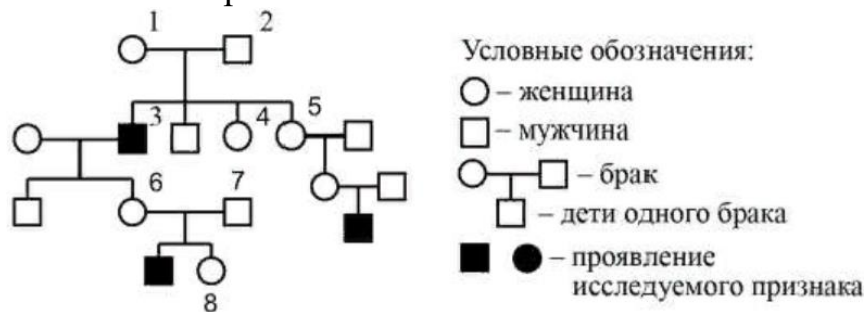 1
2
3
4
5
6
7
8
Условные обозначения:
– женщина
– мужчина
– брак
– дети одного брака
– проявление
исследуемого признака